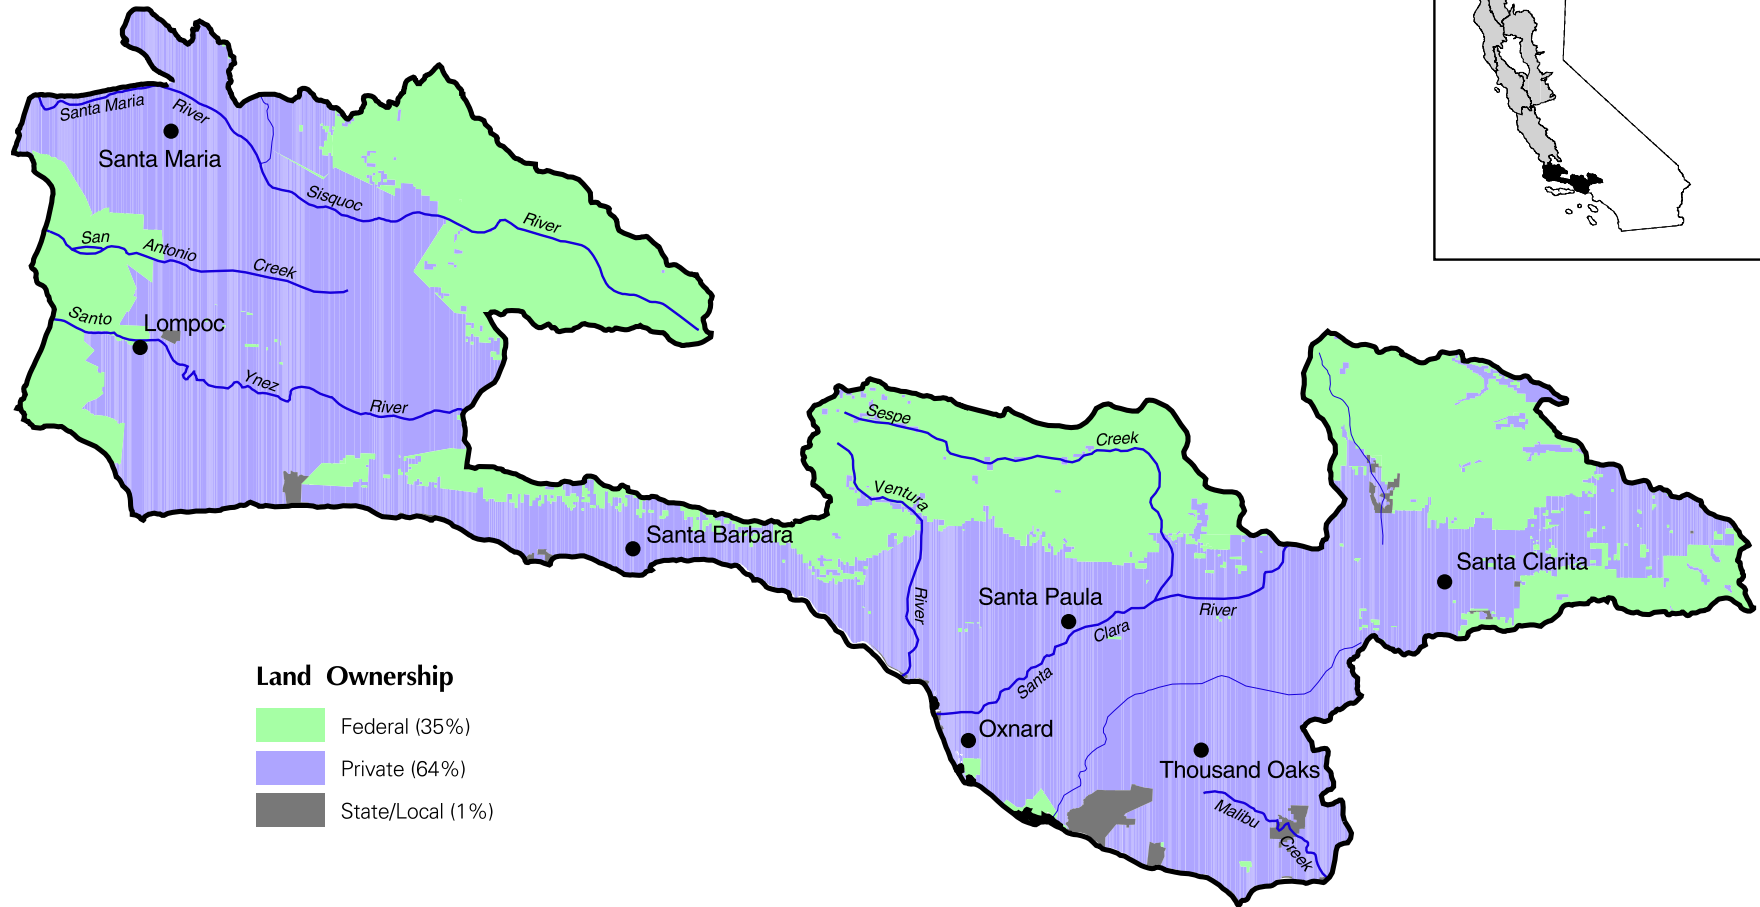 Santa Maria
River
Santa Maria
Sisquoc
River
San
Antonio
Creek
Santo
Lompoc
Ynez
River
Sespe
Creek
Ventura
River
Santa Barbara
Santa Clarita
Santa Paula
River
Clara
Santa
Oxnard
Thousand Oaks
Malibu
Creek
Land Ownership
Federal (35%)
Private (64%)
State/Local (1%)